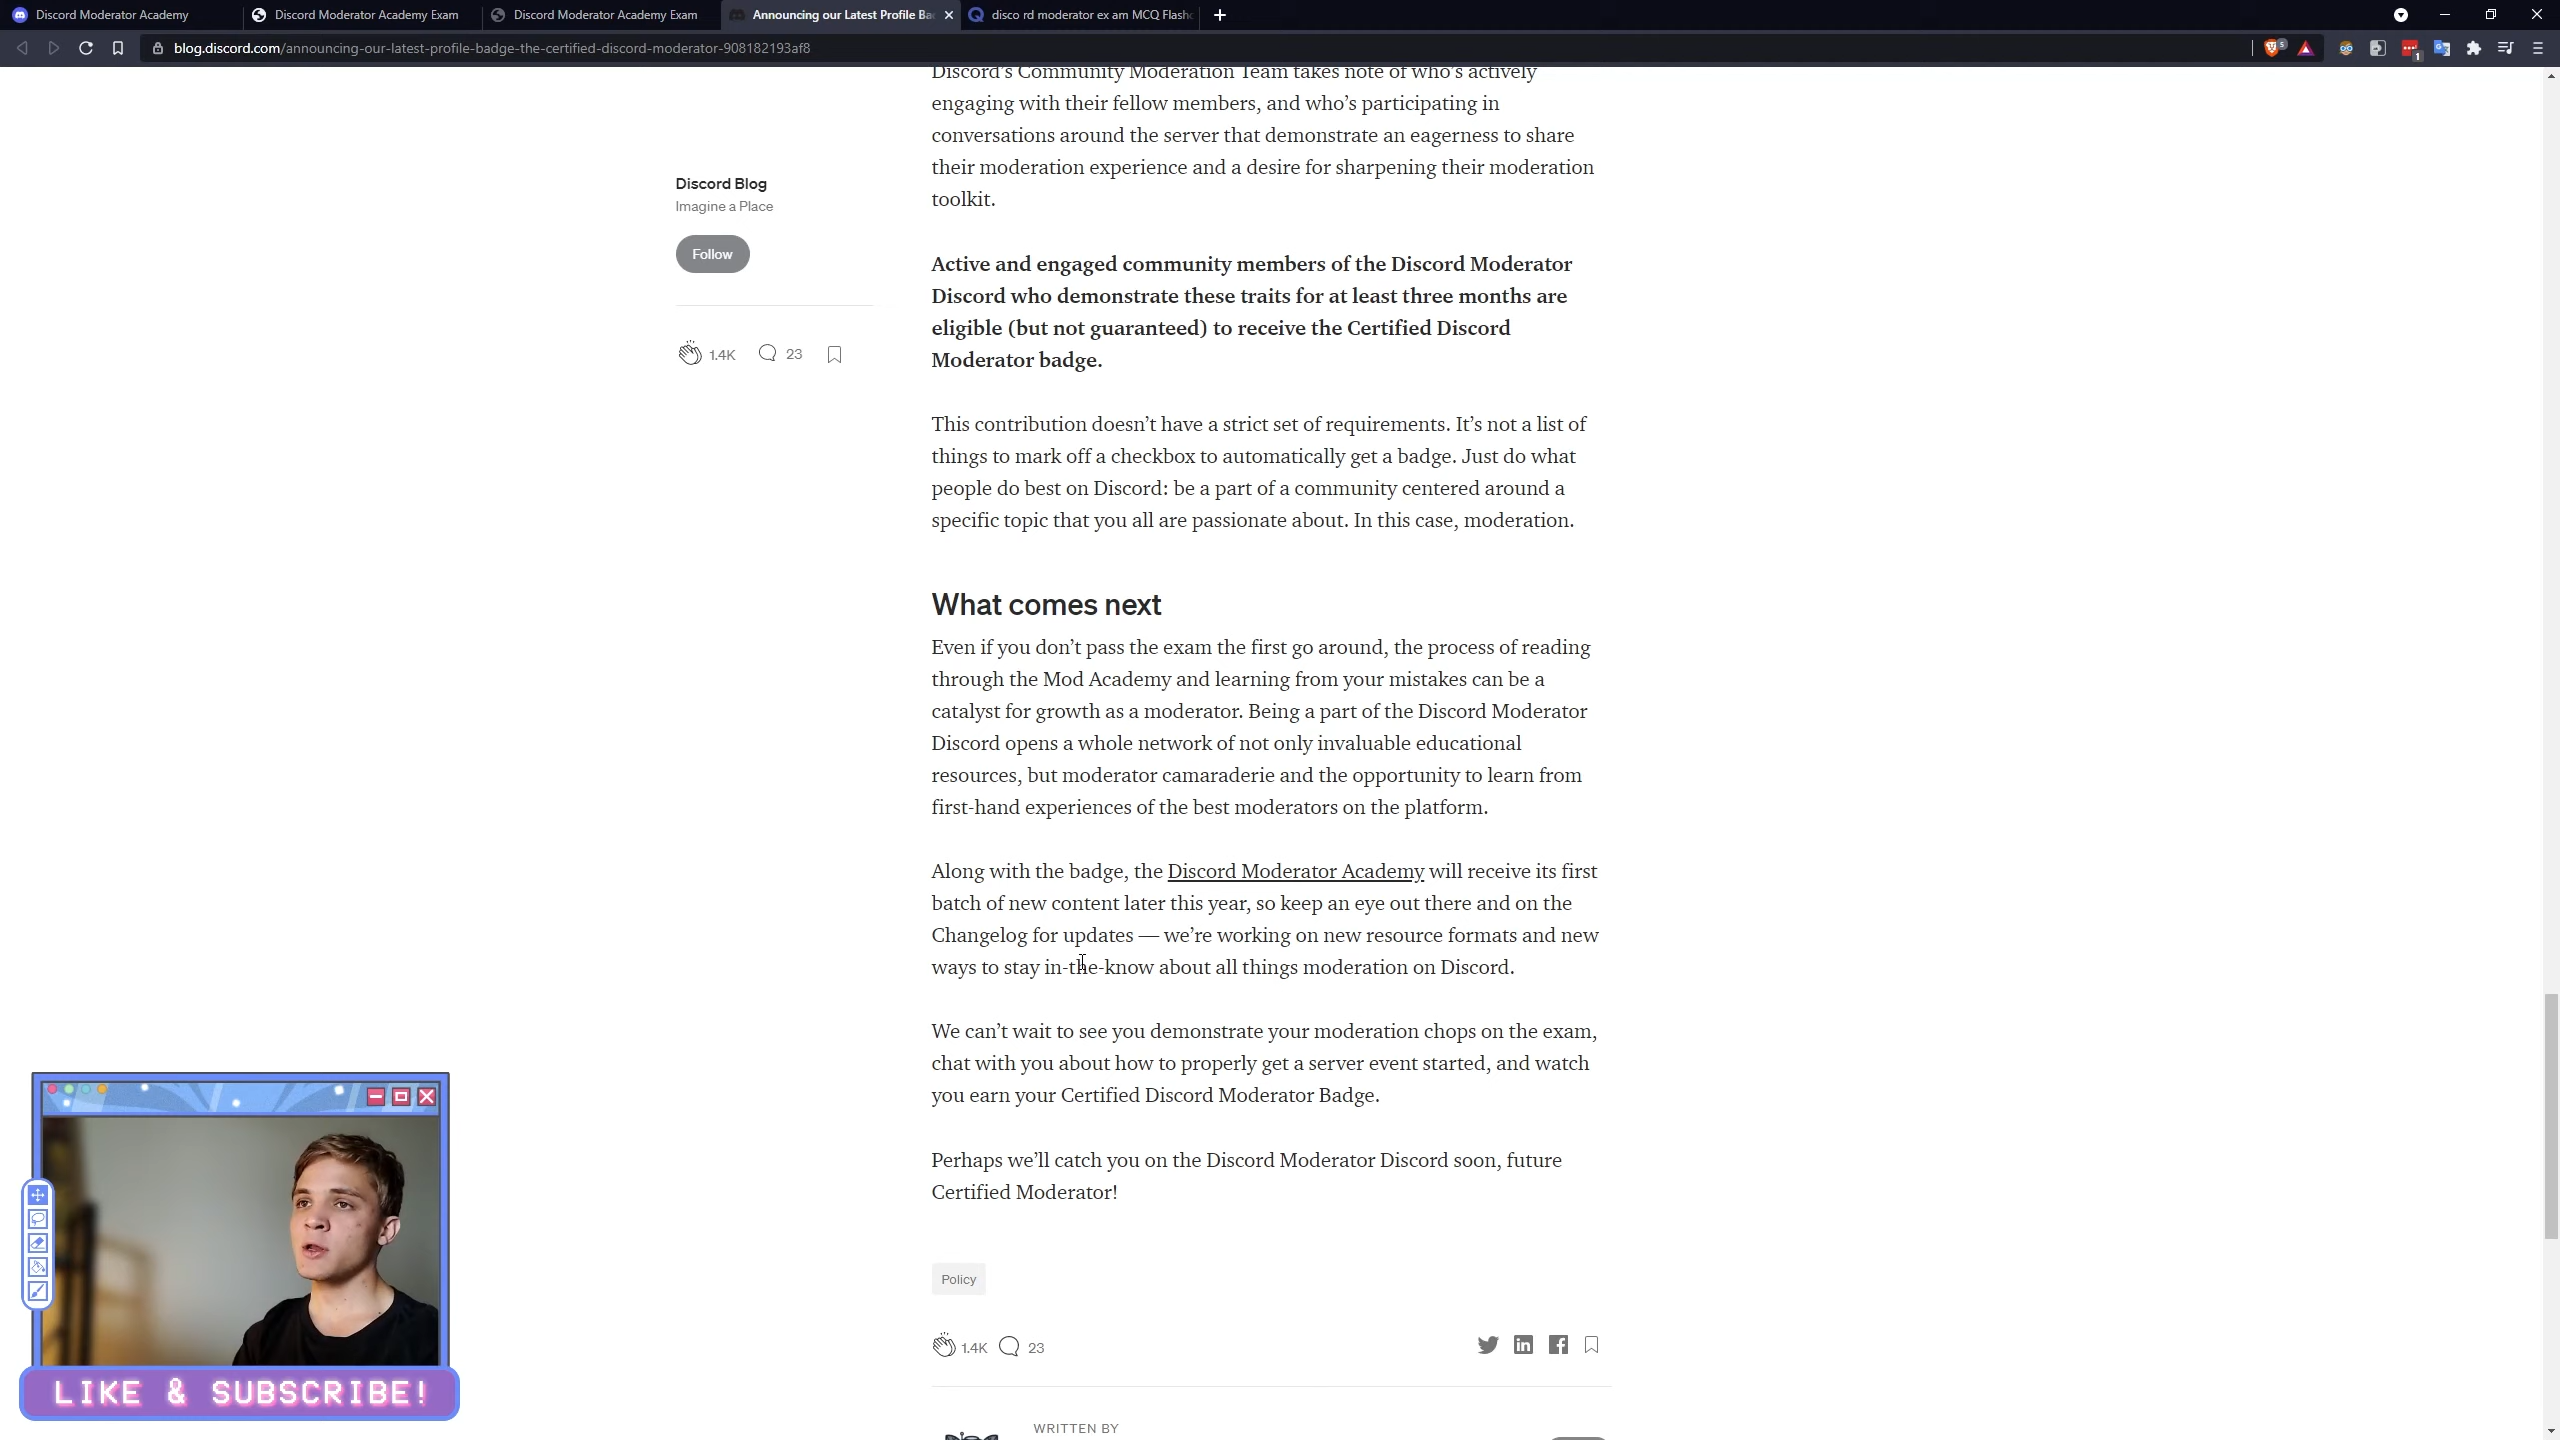 Discord Moderator Academy
Discord Moderator Academy Exam
Discord Moderator Academy Exam
Announcing our Latest Profile Ba
disco rd moderator ex am MCQ Flash
blog.discord.com/announcing-our-latest-profile-badge-the-certified-discord-moderator-908182193af8
5
1
Discord's Community Moderation Team takes note of who's actively
engaging with their fellow members, and who's participating in
conversations around the server that demonstrate an eagerness to share
their moderation experience and a desire for sharpening their moderation
toolkit.
Discord Blog
Imagine a Place
Follow
1.4K
23
Active and engaged community members of the Discord Moderator
Discord who demonstrate these traits for at least three months are
eligible (but not guaranteed) to receive the Certified Discord
Moderator badge.
This contribution doesn't have a strict set of requirements. It's not a list of
things to mark off a checkbox to automatically get a badge. Just do what
people do best on Discord: be a part of a community centered around a
specific topic that you all are passionate about. In this case, moderation.
What comes next
Even if you don't pass the exam the first go around, the process of reading
through the Mod Academy and learning from your mistakes can be a
catalyst for growth as a moderator. Being a part of the Discord Moderator
Discord opens a whole network of not only invaluable educational
resources, but moderator camaraderie and the opportunity to learn from
first-hand experiences of the best moderators on the platform.
Along with the badge, the Discord Moderator Academy will receive its first
batch of new content later this year, so keep an eye out there and on the
Changelog for updates — we're working on new resource formats and new
ways to stay in-the-know about all things moderation on Discord.
We can't wait to see you demonstrate your moderation chops on the exam,
chat with you about how to properly get a server event started, and watch
you earn your Certified Discord Moderator Badge.
Perhaps we'll catch you on the Discord Moderator Discord soon, future
Certified Moderator!
Policy
1.4K
23
WRITTEN BY
LIKE & SUBSCRIBE!